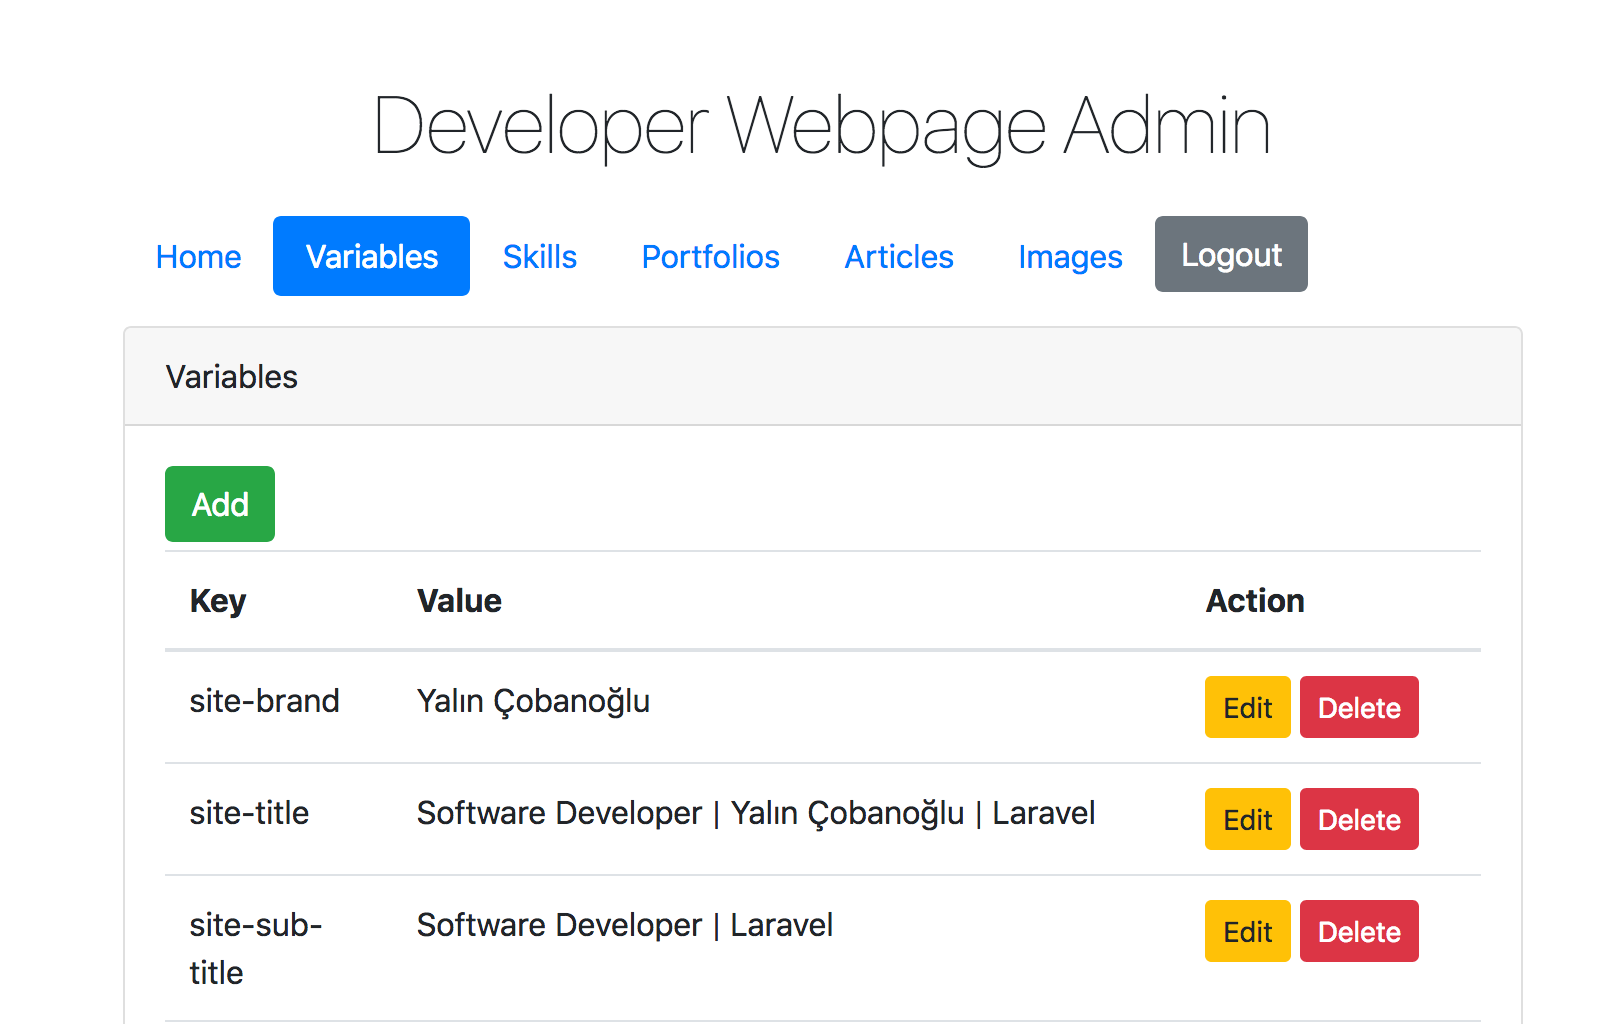 Developer Webpage Admin
Home Variables Skills Portfolios Articles Images Logout
Variables
Add
Key Value Action
site-brand Yalın Çobanoğlu Edit Delete
site-title Software Developer | Yalın Çobanoğlu | Laravel Edit Delete
site-sub- Software Developer | Laravel Edit Delete
title